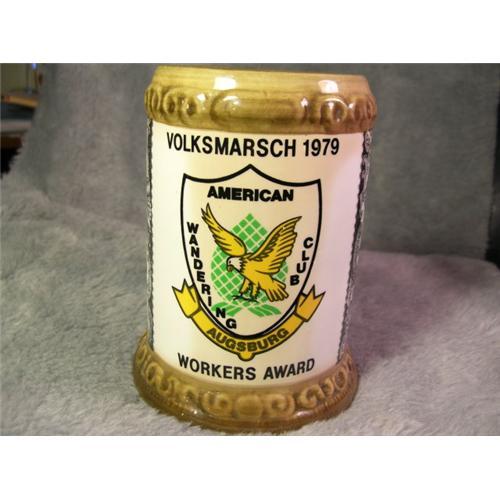 VOLKSMARSCH 1979
AMERICAN
WANDERING
CLUB
AUGSBURG
WORKERS AWARD